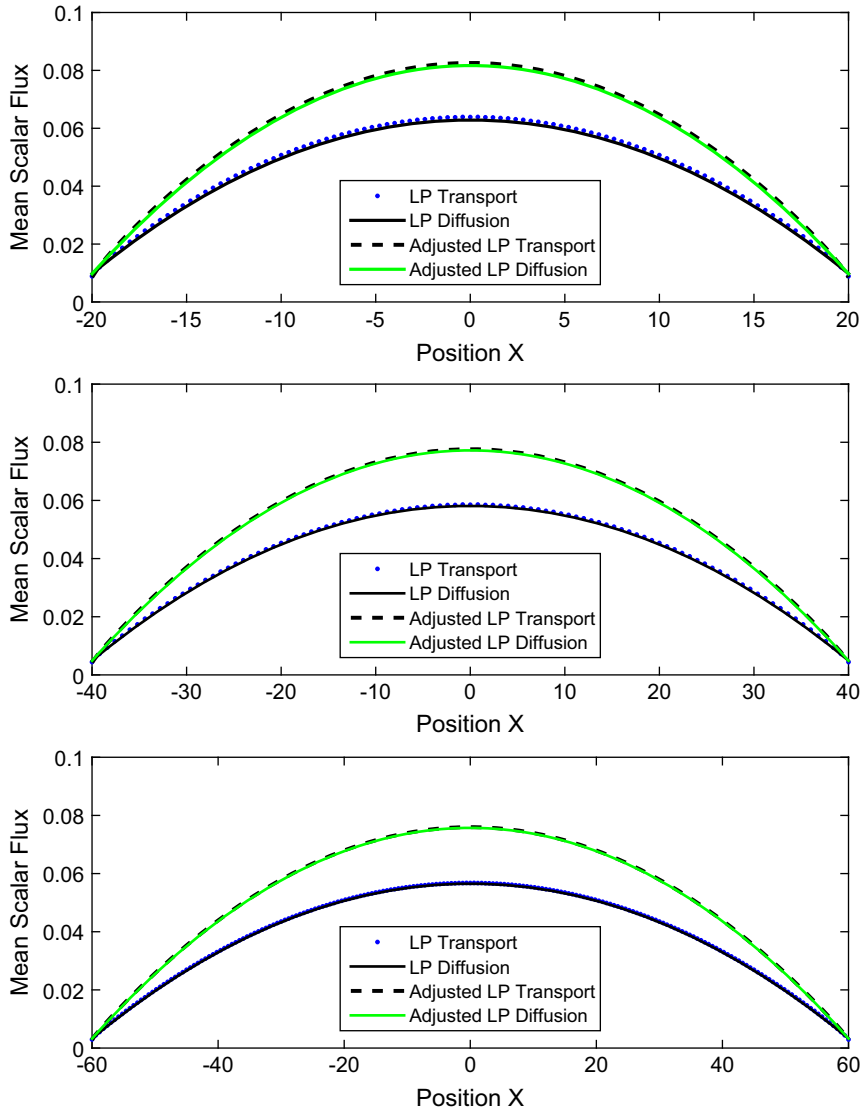 0.1
0.08
0.06
0.04
0.02
0
Mean Scalar Flux
LP Transport
LP Diffusion
Adjusted LP Transport
Adjusted LP Diffusion
-20 -15 -10 -5 0 5 10 15 20
Position X
0.1
0.08
0.06
0.04
0.02
0
Mean Scalar Flux
LP Transport
LP Diffusion
Adjusted LP Transport
Adjusted LP Diffusion
-40 -30 -20 -10 0 10 20 30 40
Position X
0.1
0.08
0.06
0.04
0.02
0
Mean Scalar Flux
LP Transport
LP Diffusion
Adjusted LP Transport
Adjusted LP Diffusion
-60 -40 -20 0 20 40 60
Position X